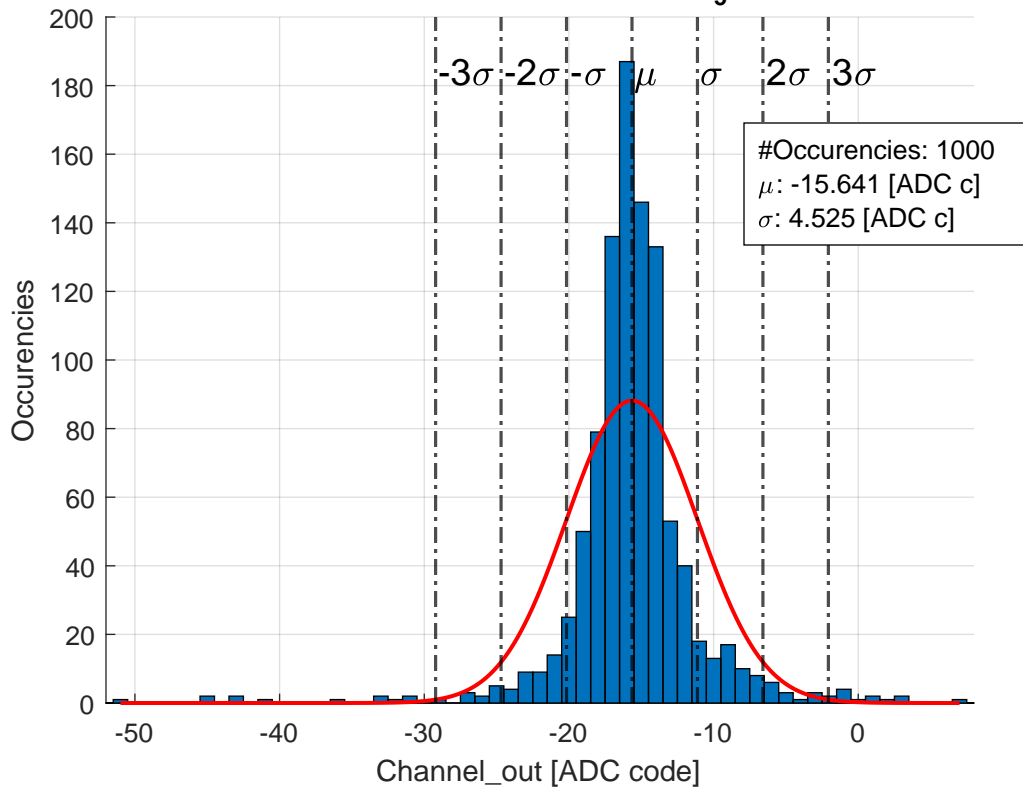 200
180
160
140
120
100
80
60
40
20
0
Occurencies
-3σ -2σ -σ μ σ 2σ 3σ
#Occurencies: 1000
μ: -15.641 [ADC c]
σ: 4.525 [ADC c]
-50 -40 -30 -20 -10 0
Channel_out [ADC code]